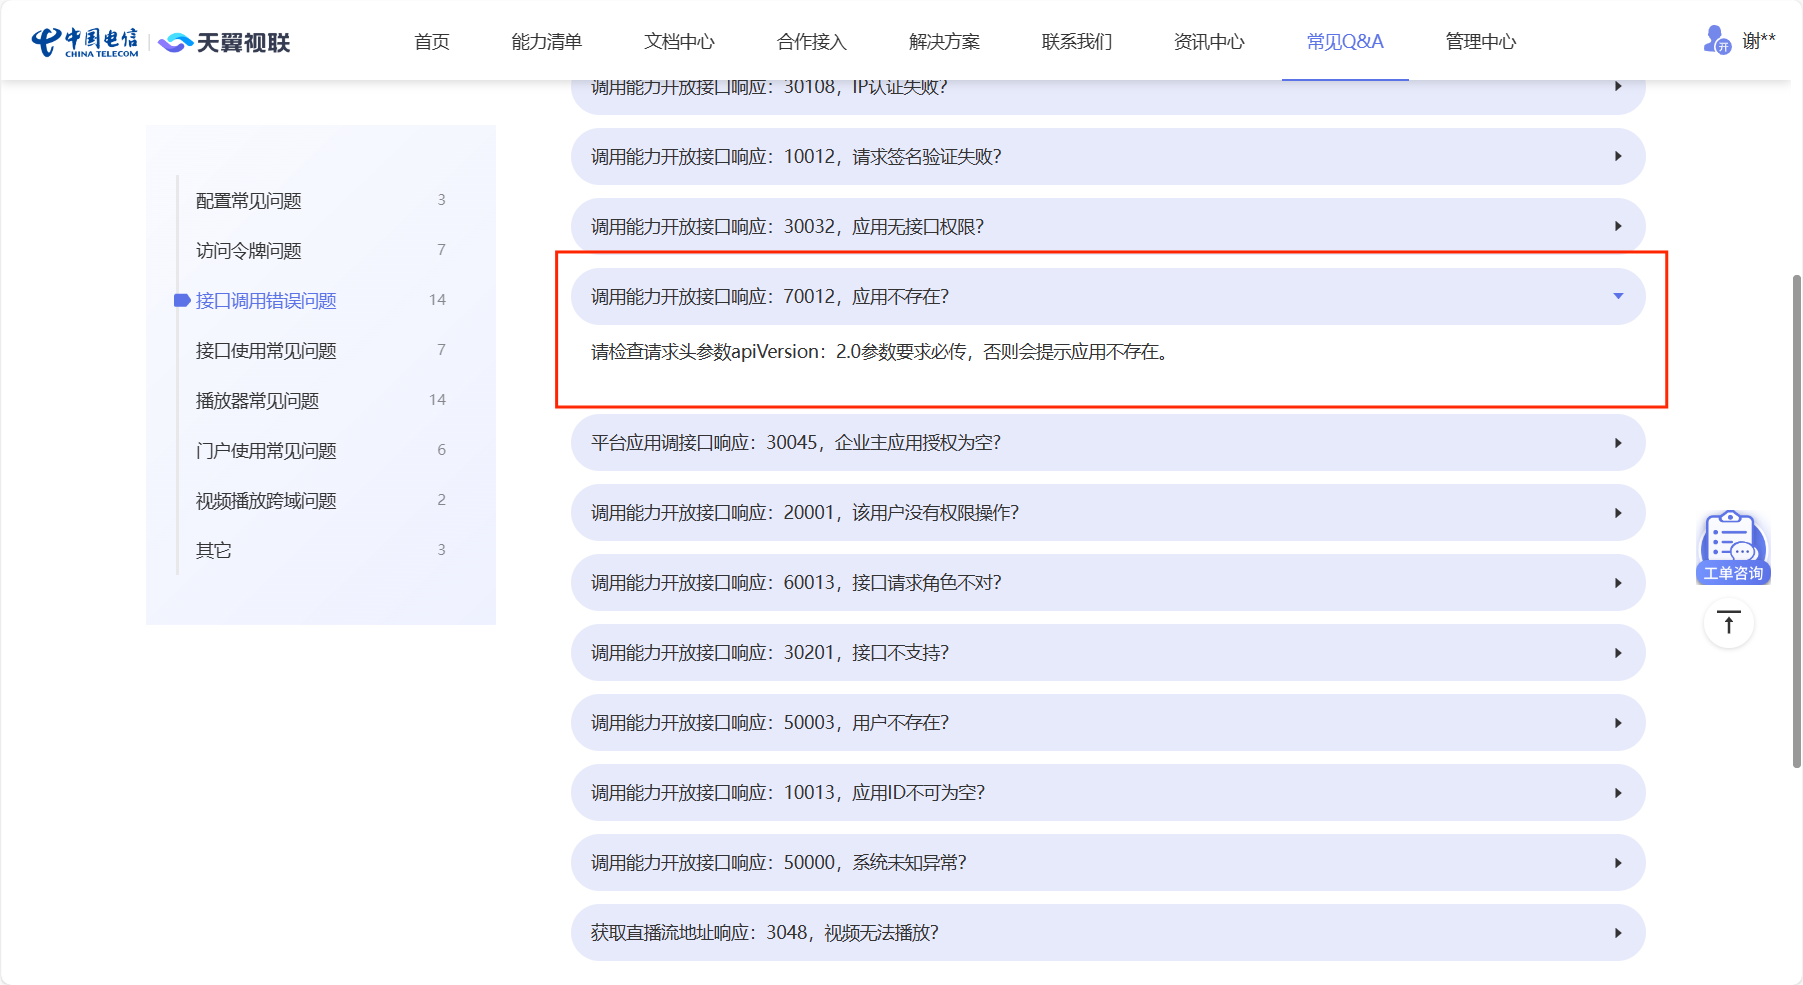 中国电信
CHINA TELECOM
天翼视联
首页
能力清单
文档中心
合作接入
解决方案
联系我们
资讯中心
常见Q&A
管理中心
开
谢**
配置常见问题 3
访问令牌问题 7
接口调用错误问题 14
接口使用常见问题 7
播放器常见问题 14
门户使用常见问题 6
视频播放跨域问题 2
其它 3
调用能力开放接口响应：30108，IP认证失败？
调用能力开放接口响应：10012，请求签名验证失败？
调用能力开放接口响应：30032，应用无接口权限？
调用能力开放接口响应：70012，应用不存在？
请检查请求头参数apiVersion：2.0参数要求必传，否则会提示应用不存在。
平台应用调接口响应：30045，企业主应用授权为空？
调用能力开放接口响应：20001，该用户没有权限操作？
调用能力开放接口响应：60013，接口请求角色不对？
调用能力开放接口响应：30201，接口不支持？
调用能力开放接口响应：50003，用户不存在？
调用能力开放接口响应：10013，应用ID不可为空？
调用能力开放接口响应：50000，系统未知异常？
获取直播流地址响应：3048，视频无法播放？
工单咨询